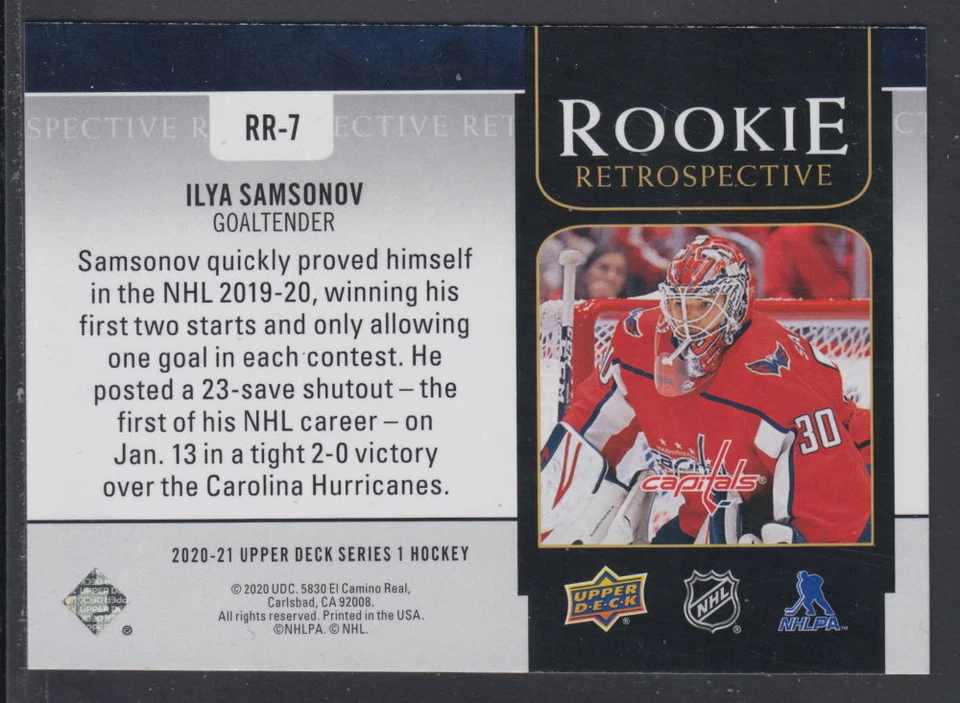 SPECTIVE R
RR-7
ECTIVE RET
ILYA SAMSONOV
GOALTENDER
Samsonov quickly proved himself
in the NHL 2019-20, winning his
first two starts and only allowing
one goal in each contest. He
posted a 23-save shutout – the
first of his NHL career – on
Jan. 13 in a tight 2-0 victory
over the Carolina Hurricanes.
2020-21 UPPER DECK SERIES 1 HOCKEY
© 2020 UDC. 5830 El Camino Real,
Carlsbad, CA 92008.
All rights reserved. Printed in the USA.
©NHLPA. © NHL.
®
ROOKIE
RETROSPECTIVE
CT
30
capitals®
UPPER
D•E•C•K
®
NHL
®
NHLPA™